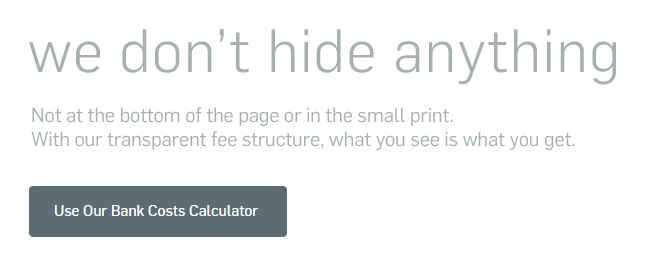 we don't hide anything
Not at the bottom of the page or in the small print.
With our transparent fee structure, what you see is what you get.
Use Our Bank Costs Calculator